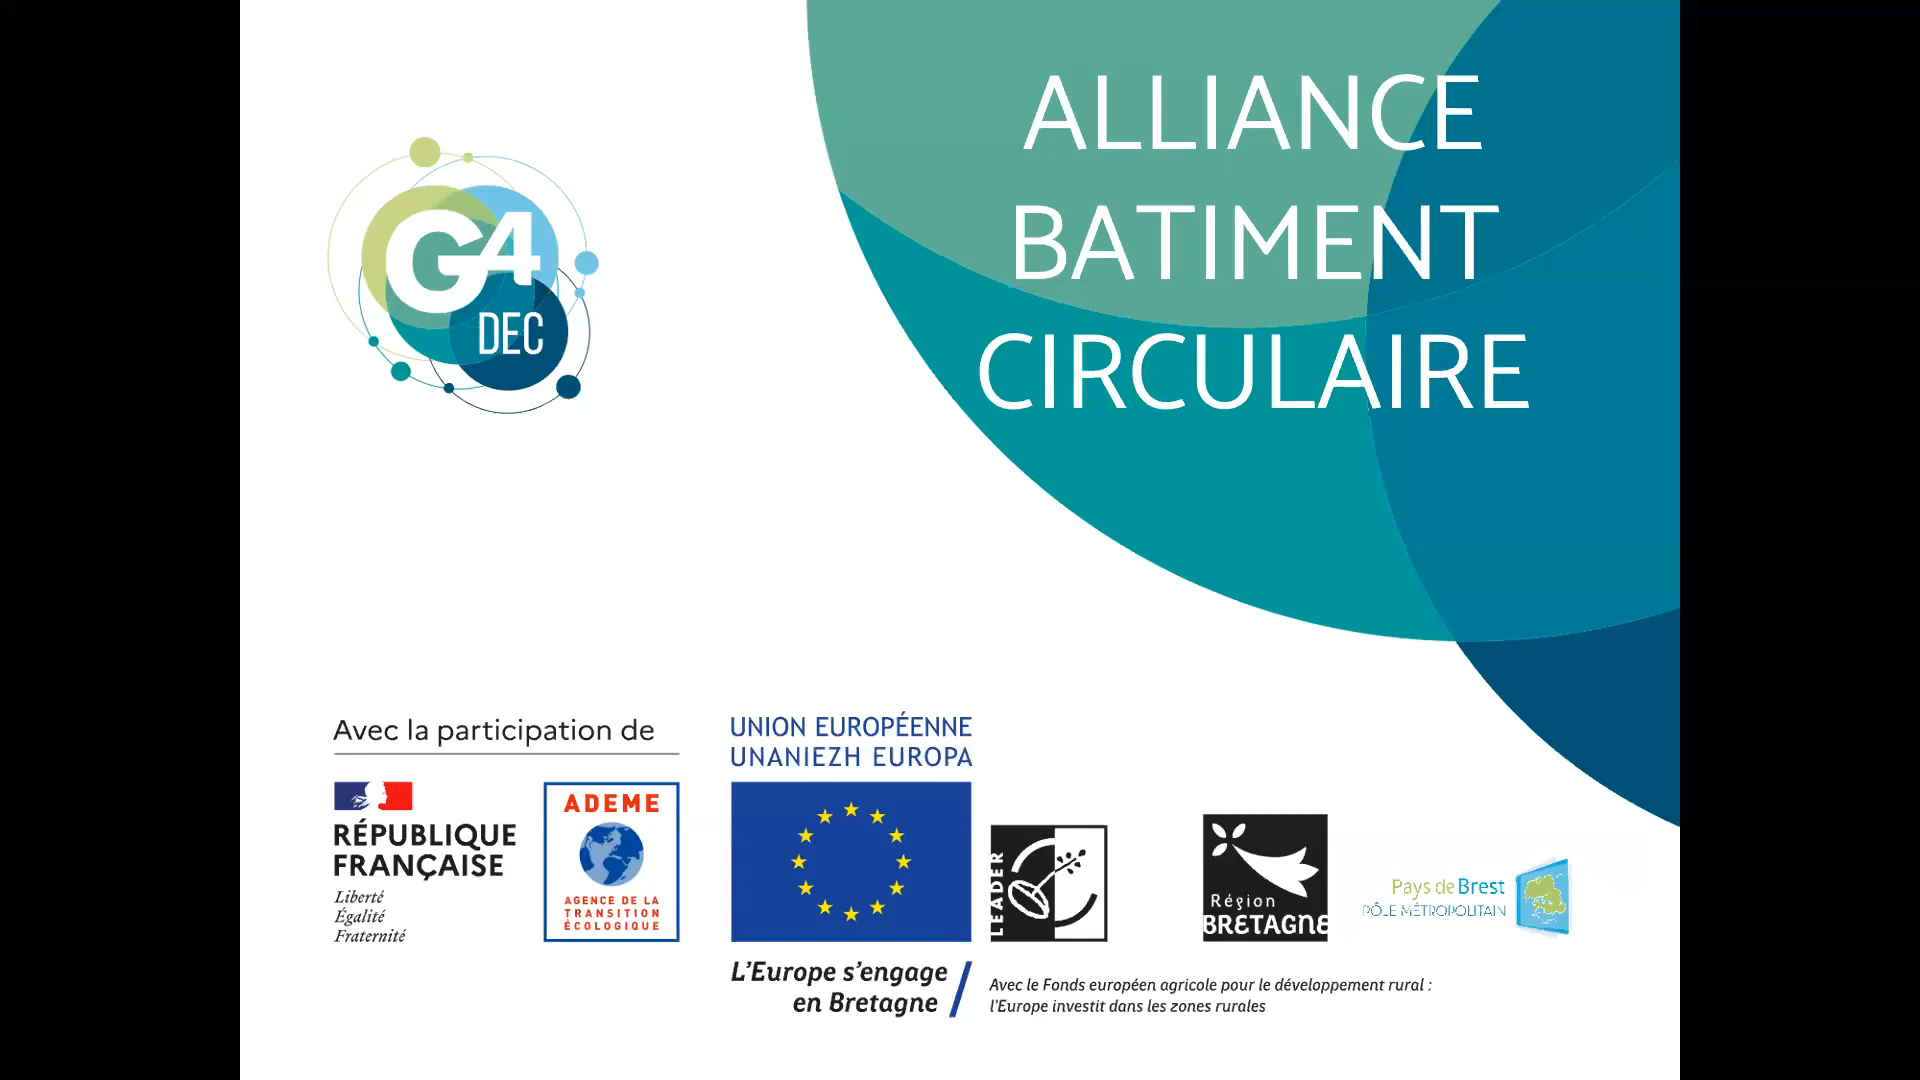 G4
DEC
ALLIANCE
BATIMENT
CIRCULAIRE
Avec la participation de
RÉPUBLIQUE
FRANÇAISE
Liberté
Égalité
Fraternité
ADEME
AGENCE DE LA
TRANSITION
ÉCOLOGIQUE
UNION EUROPÉENNE
UNANIEZH EUROPA
L'Europe s'engage
en Bretagne
LEADER
Région
BRETAGNE
Pays de Brest
PÔLE MÉTROPOLITAIN
Avec le Fonds européen agricole pour le développement rural :
l'Europe investit dans les zones rurales